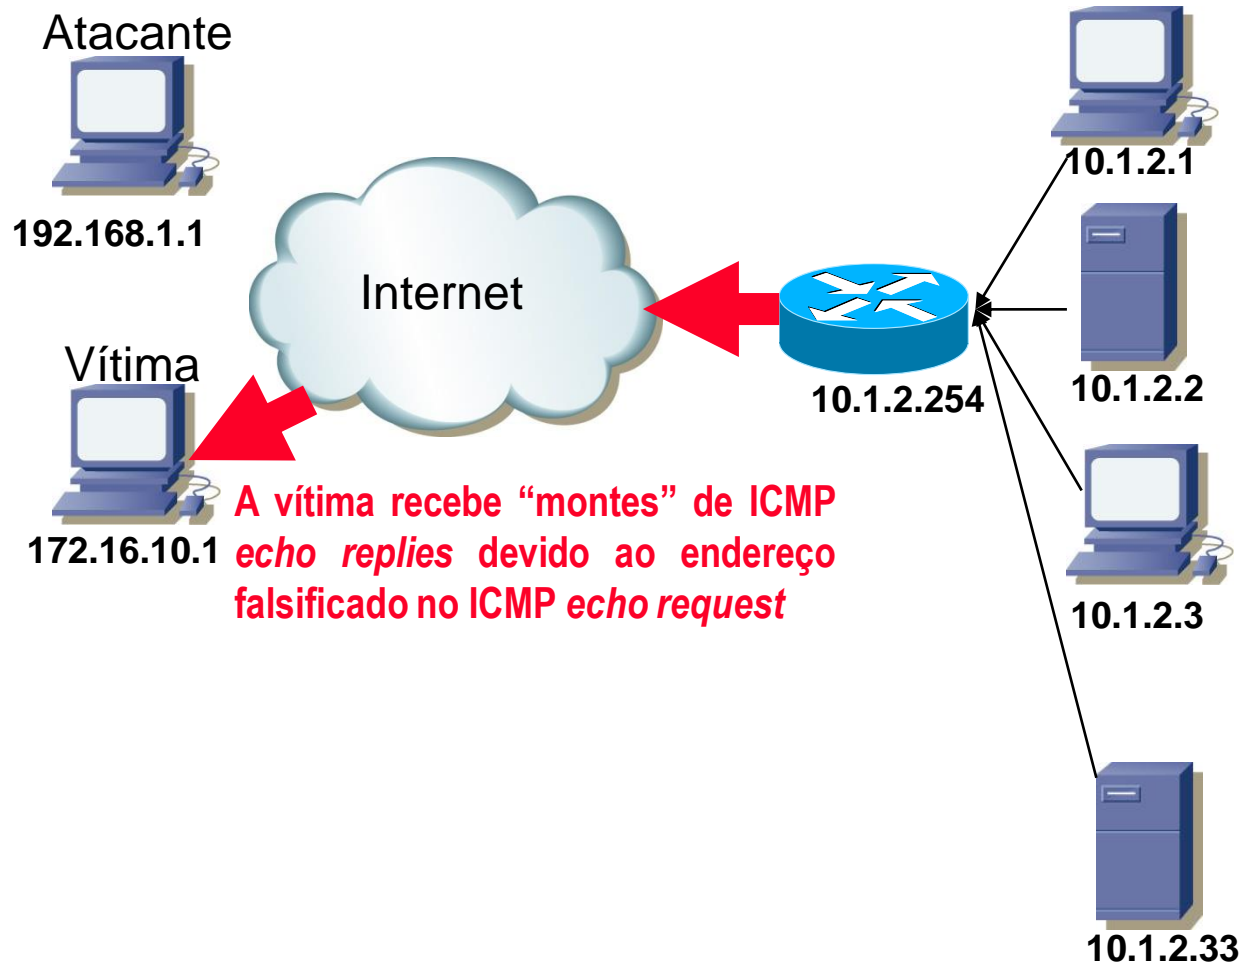 Atacante
192.168.1.1
Internet
Vítima
172.16.10.1
A vítima recebe “montes” de ICMP
echo replies devido ao endereço
falsificado no ICMP echo request
10.1.2.254
10.1.2.1
10.1.2.2
10.1.2.3
10.1.2.33